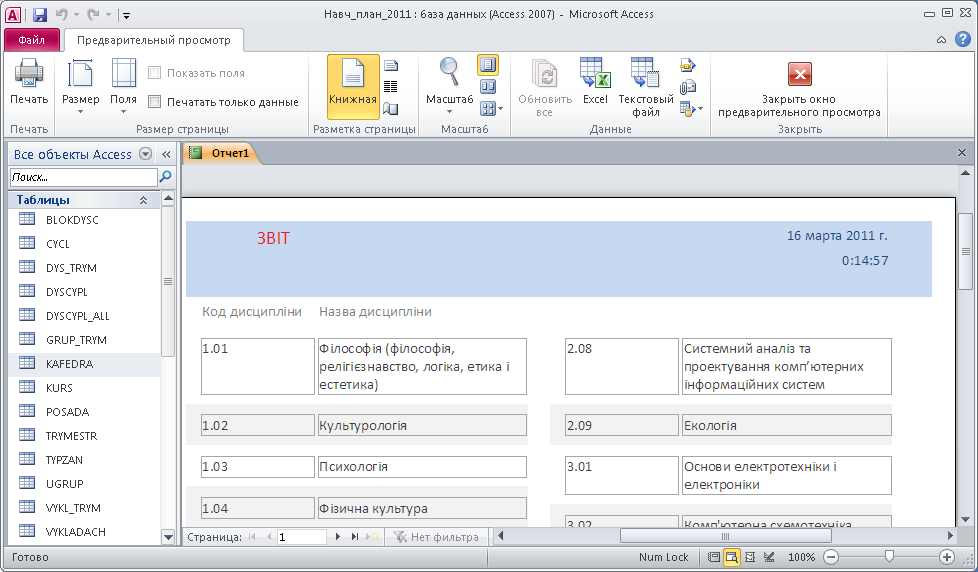 Навч_план_2011 : база данных (Access 2007) - Microsoft Access
Файл
Предварительный просмотр
Печать
Размер
Поля
Показать поля
Печатать только данные
Книжная
Масштаб
Обновить все
Excel
Текстовый файл
Закрыть окно предварительного просмотра
Печать
Размер страницы
Разметка страницы
Масштаб
Данные
Закрыть
Все объекты Access
Поиск...
Таблицы
BLOKDYSC
CYCL
DYS_TRYM
DYSCYPL
DYSCYPL_ALL
GRUP_TRYM
KAFEDRA
KURS
POSADA
TRYMESTR
TYPZAN
UGRUP
VYKL_TRYM
VYKLADACH
Отчет1
ЗВІТ
16 марта 2011 г.
0:14:57
Код дисципліни Назва дисципліни
1.01
Філософія (філософія,
релігієзнавство, логіка, етика і
естетика)
2.08
Системний аналіз та
проектування комп'ютерних
інформаційних систем
1.02
Культурологія
2.09
Екологія
1.03
Психологія
3.01
Основи електротехніки і
електроніки
1.04
Фізична культура
3.02
Комп'ютерна схемотехніка
Страница: 1
Нет фильтра
Готово
Num Lock
100%